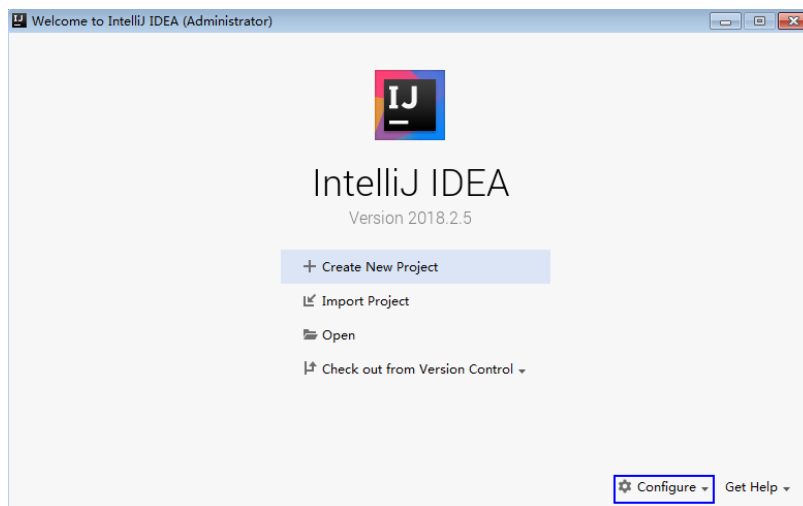 Welcome to IntelliJ IDEA (Administrator)
IJ
IntelliJ IDEA
Version 2018.2.5
Create New Project
Import Project
Open
Check out from Version Control
Configure
Get Help